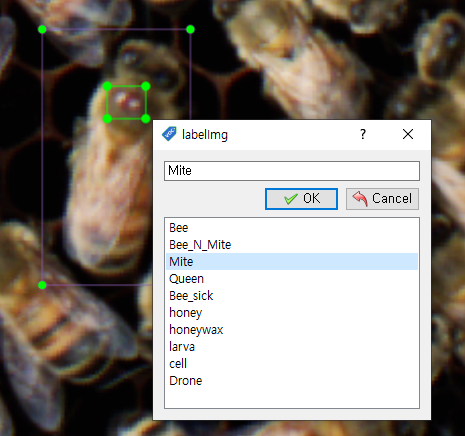 labelImg
Mite
OK
Cancel
Bee
Bee_N_Mite
Mite
Queen
Bee_sick
honey
honeywax
larva
cell
Drone